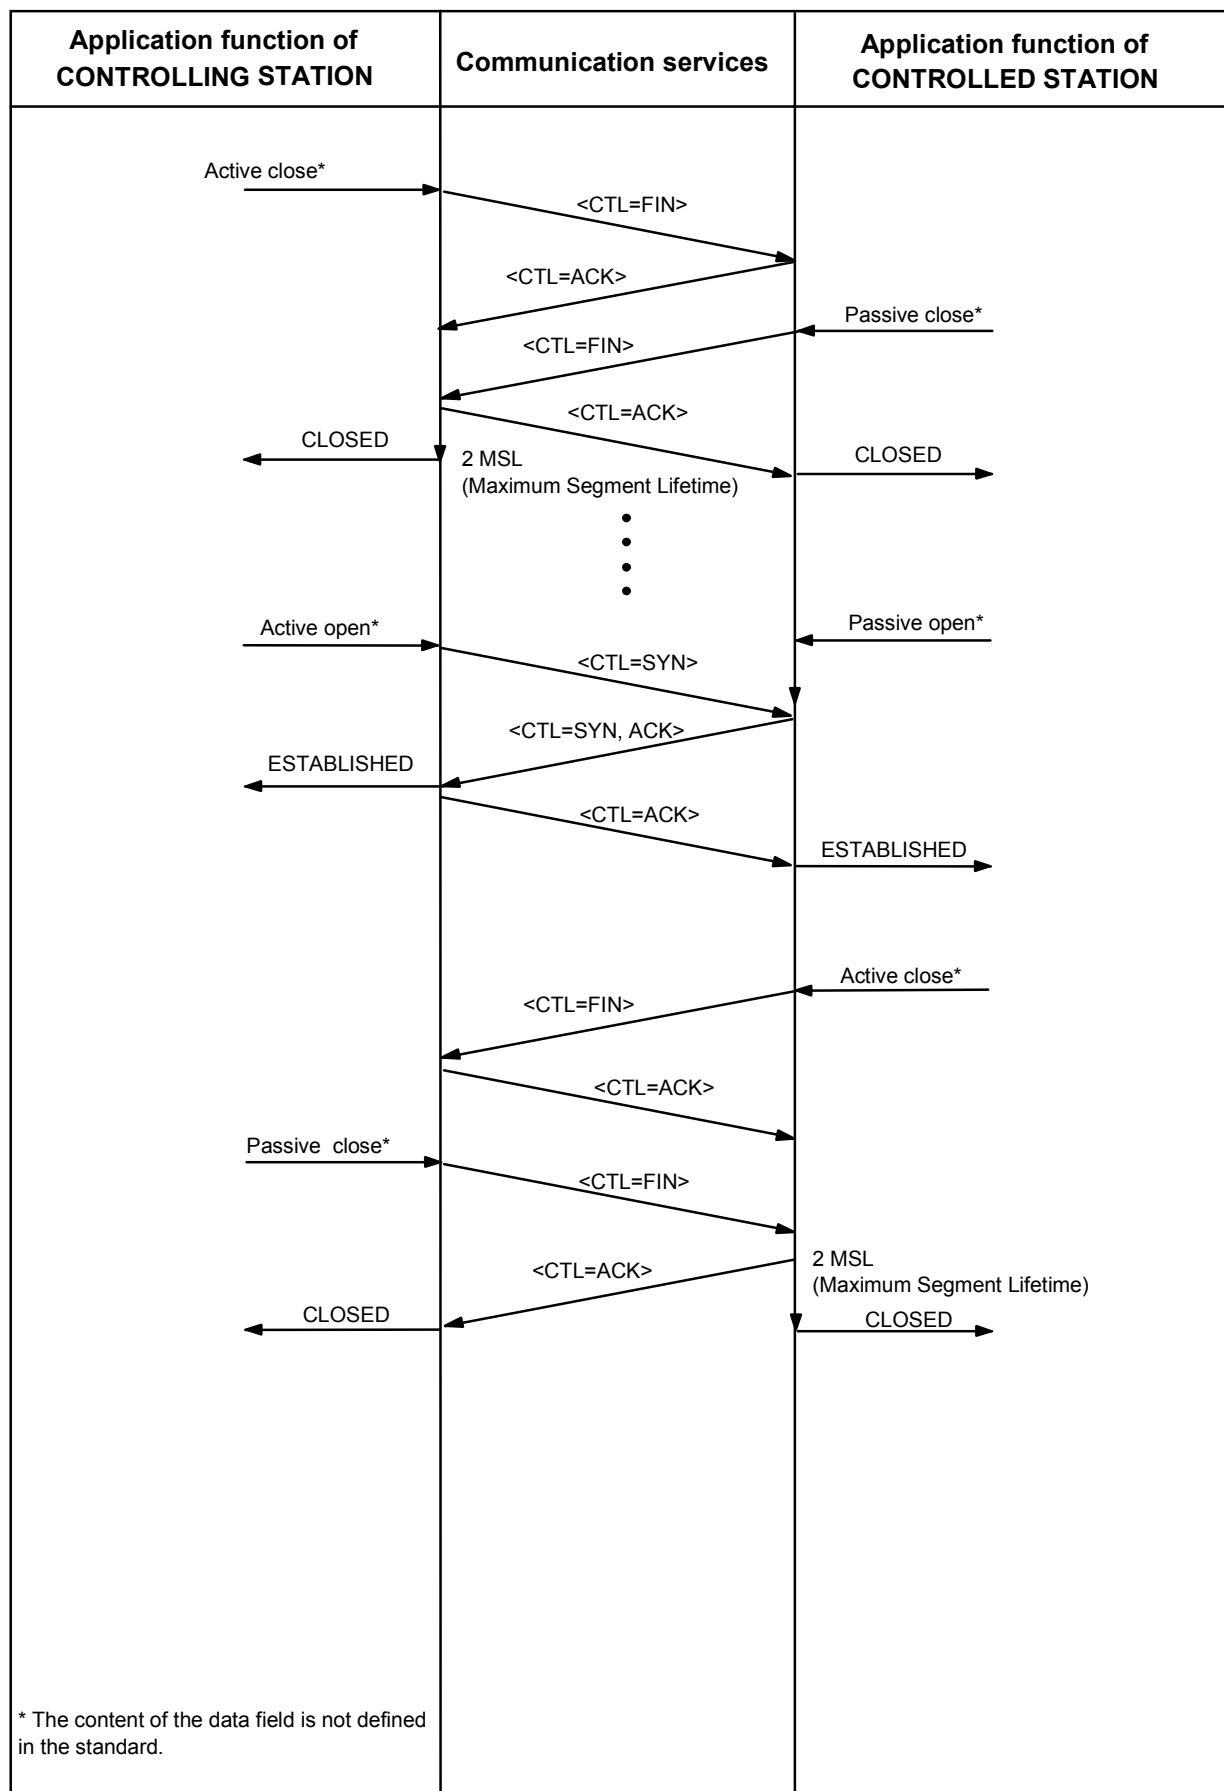 Application function of
CONTROLLING STATION
Communication services
Application function of
CONTROLLED STATION
Active close*
<CTL=FIN>
<CTL=ACK>
Passive close*
<CTL=FIN>
<CTL=ACK>
CLOSED
2 MSL
(Maximum Segment Lifetime)
CLOSED
Active open*
Passive open*
<CTL=SYN>
<CTL=SYN, ACK>
ESTABLISHED
<CTL=ACK>
ESTABLISHED
Active close*
<CTL=FIN>
<CTL=ACK>
Passive close*
<CTL=FIN>
<CTL=ACK>
2 MSL
(Maximum Segment Lifetime)
CLOSED
CLOSED
* The content of the data field is not defined
in the standard.